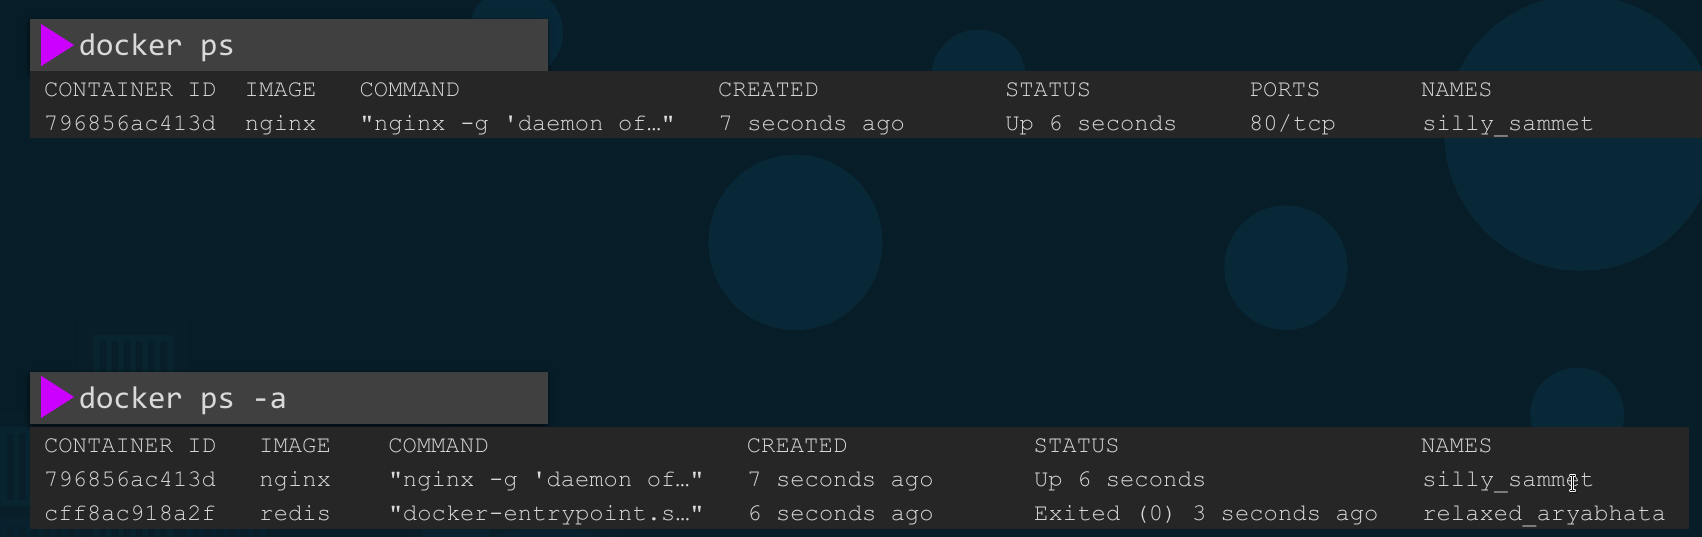 docker ps
CONTAINER ID IMAGE COMMAND CREATED STATUS PORTS NAMES
796856ac413d nginx "nginx -g 'daemon of…" 7 seconds ago Up 6 seconds 80/tcp silly_sammet
docker ps -a
CONTAINER ID IMAGE COMMAND CREATED STATUS NAMES
796856ac413d nginx "nginx -g 'daemon of…" 7 seconds ago Up 6 seconds silly_sammet
cff8ac918a2f redis "docker-entrypoint.s…" 6 seconds ago Exited (0) 3 seconds ago relaxed_aryabhata